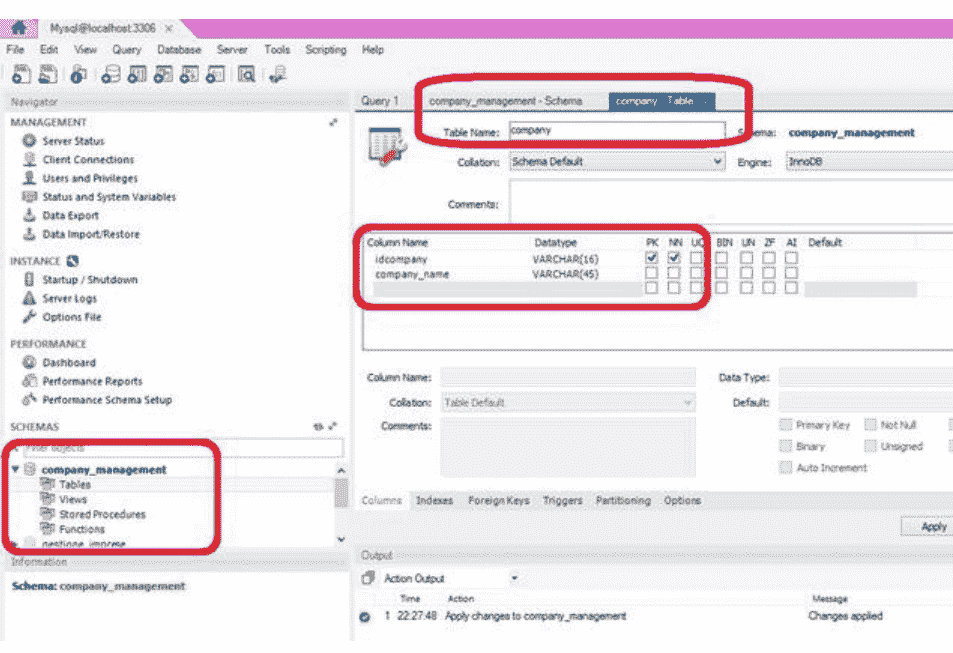 Mysql@localhost:3306 ×
File Edit View Query Database Server Tools Scripting Help
Navigator
MANAGEMENT
Server Status
Client Connections
Users and Privileges
Status and System Variables
Data Export
Data Import/Restore
INSTANCE
Startup / Shutdown
Server Logs
Options File
PERFORMANCE
Dashboard
Performance Reports
Performance Schema Setup
SCHEMAS
Filter objects
company_management
Tables
Views
Stored Procedures
Functions
gestione_imprese
Information
Schema: company_management
Query 1 company_management - Schema company - Table
Table Name: company Schema: company_management
Collation: Schema Default Engine: InnoDB
Comments:
Column Name Datatype PK NN UQ BIN UN ZF AI Default
idcompany VARCHAR(16)
company_name VARCHAR(45)
Column Name: Data Type:
Collation: Table Default Default:
Comments: Primary Key Not Null
Binary Unsigned
Auto Increment
Columns Indexes Foreign Keys Triggers Partitioning Options
Apply
Output
Action Output
Time Action Message
1 22:27:48 Apply changes to company_management Changes applied